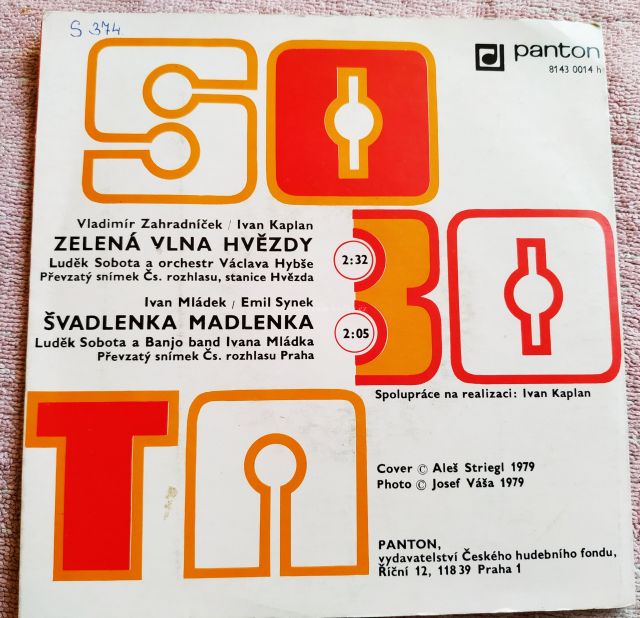 S 374
SO
panton
8143 0014 h
Vladimír Zahradníček / Ivan Kaplan
ZELENÁ VLNA HVĚZDY
2:32
Luděk Sobota a orchestr Václava Hybše
Převzatý snímek Čs. rozhlasu, stanice Hvězda
Ivan Mládek / Emil Synek
ŠVADLENKA MADLENKA
2:05
Luděk Sobota a Banjo band Ivana Mládka
Převzatý snímek Čs. rozhlasu Praha
BO
Spolupráce na realizaci: Ivan Kaplan
TA
Cover © Aleš Striegl 1979
Photo © Josef Váša 1979
PANTON,
vydavatelství Českého hudebního fondu,
Říční 12, 118 39 Praha 1